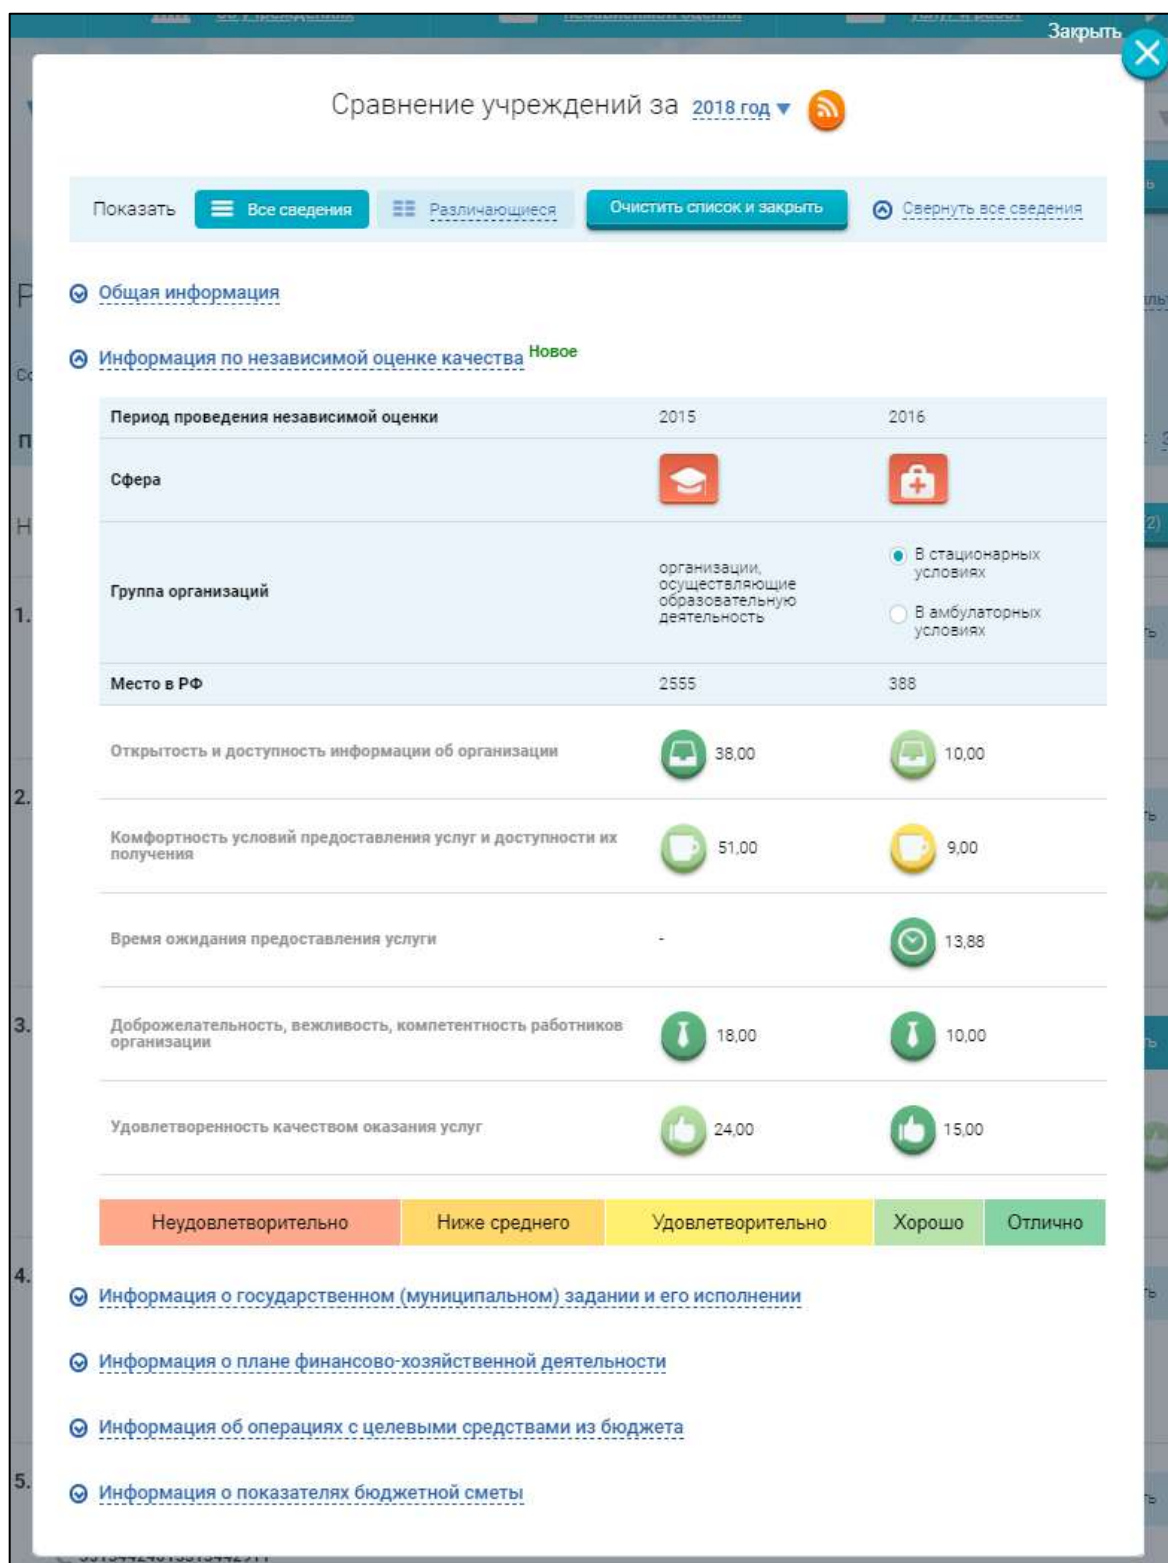 Закрыть
Сравнение учреждений за 2018 год
Показать Все сведения Различающиеся Очистить список и закрыть Свернуть все сведения
Общая информация
Информация по независимой оценке качества Новое
Период проведения независимой оценки 2015 2016
Сфера
Группа организаций
организации,
осуществляющие
образовательную
деятельность
В стационарных
условиях
В амбулаторных
условиях
Место в РФ 2555 388
Открытость и доступность информации об организации 38,00 10,00
Комфортность условий предоставления услуг и доступности их
получения
51,00 9,00
Время ожидания предоставления услуги - 13,88
Доброжелательность, вежливость, компетентность работников
организации
18,00 10,00
Удовлетворенность качеством оказания услуг 24,00 15,00
Неудовлетворительно Ниже среднего Удовлетворительно Хорошо Отлично
Информация о государственном (муниципальном) задании и его исполнении
Информация о плане финансово-хозяйственной деятельности
Информация об операциях с целевыми средствами из бюджета
Информация о показателях бюджетной сметы
1.
2.
3.
4.
5.